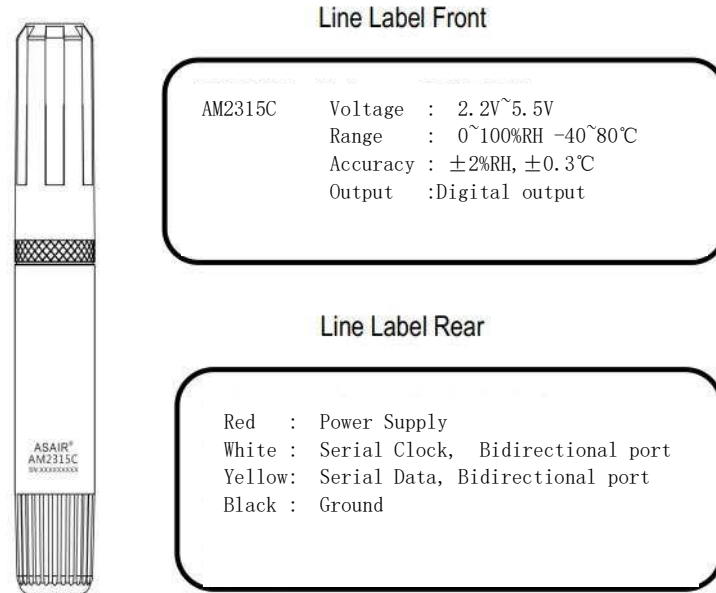 Line Label Front
AM2315C Voltage : 2.2V~5.5V
Range : 0~100%RH -40~80℃
Accuracy : ±2%RH, ±0.3℃
Output :Digital output
Line Label Rear
Red : Power Supply
White : Serial Clock, Bidirectional port
Yellow: Serial Data, Bidirectional port
Black : Ground
ASAIR®
AM2315C
SN:XXXXXXXXX